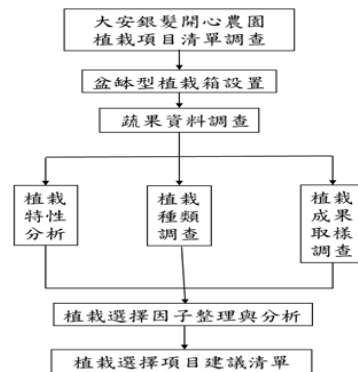 大安銀髮開心農園
植栽項目清單調查
盆缽型植栽箱設置
蔬果資料調查
植栽
特性
分析
植栽
種類
調查
植栽
成果
取樣
調查
植栽選擇因子整理與分析
植栽選擇項目建議清單